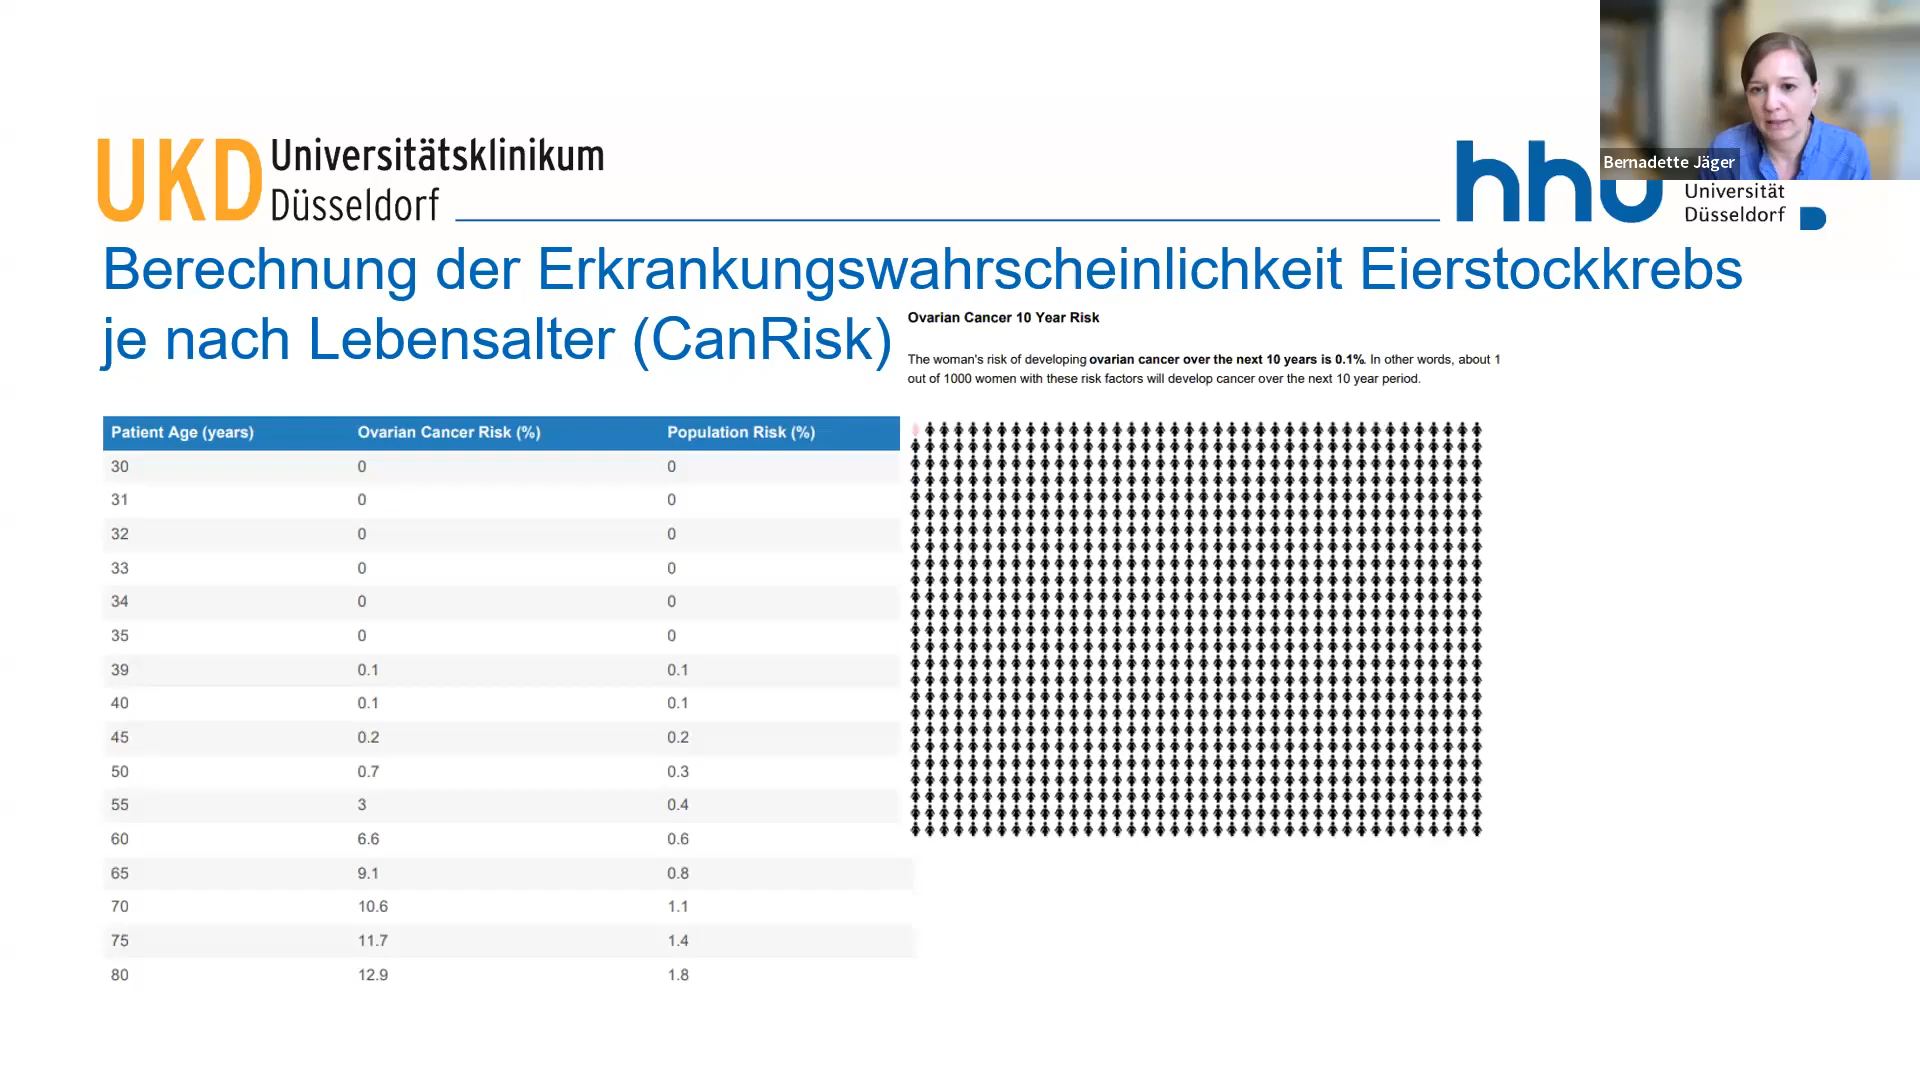 Bernadette Jäger
UKD Universitätsklinikum
Düsseldorf
hhu
Universität
Düsseldorf
Berechnung der Erkrankungswahrscheinlichkeit Eierstockkrebs
je nach Lebensalter (CanRisk)
Ovarian Cancer 10 Year Risk
The woman's risk of developing ovarian cancer over the next 10 years is 0.1%. In other words, about 1
out of 1000 women with these risk factors will develop cancer over the next 10 year period.
Patient Age (years) Ovarian Cancer Risk (%) Population Risk (%)
30 0 0
31 0 0
32 0 0
33 0 0
34 0 0
35 0 0
39 0.1 0.1
40 0.1 0.1
45 0.2 0.2
50 0.7 0.3
55 3 0.4
60 6.6 0.6
65 9.1 0.8
70 10.6 1.1
75 11.7 1.4
80 12.9 1.8